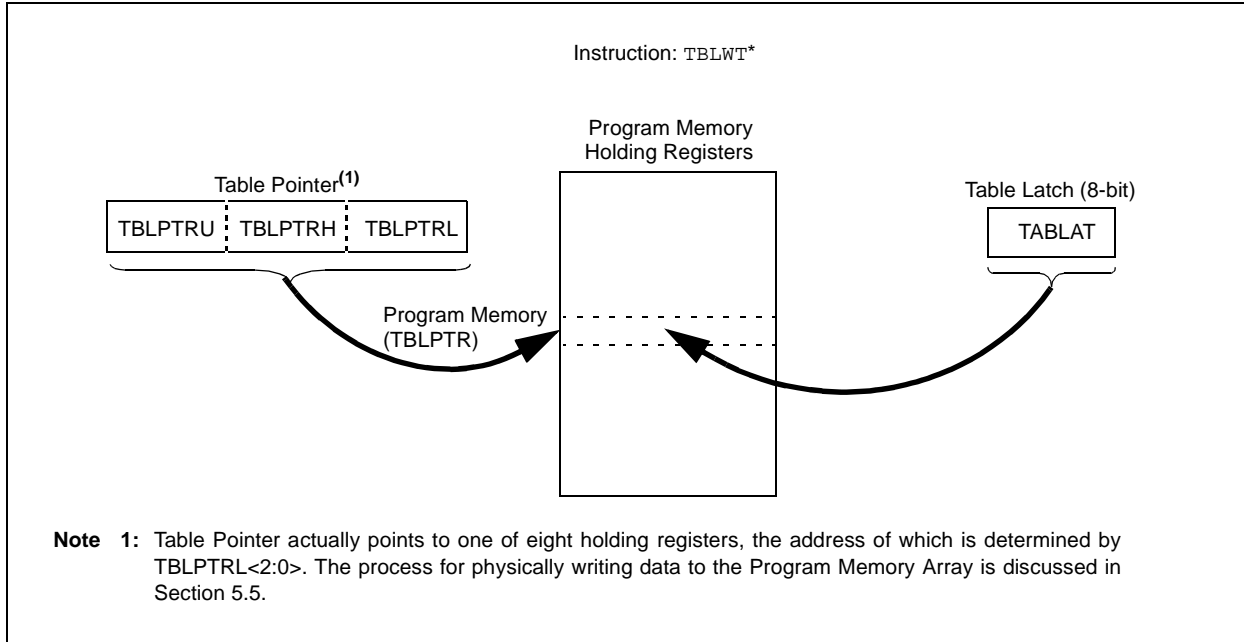 Instruction: TBLWT*
Program Memory
Holding Registers
Table Pointer(1)
Table Latch (8-bit)
TBLPTRU TBLPTRH TBLPTRL
TABLAT
Program Memory
(TBLPTR)
Note 1: Table Pointer actually points to one of eight holding registers, the address of which is determined by
TBLPTRL<2:0>. The process for physically writing data to the Program Memory Array is discussed in
Section 5.5.